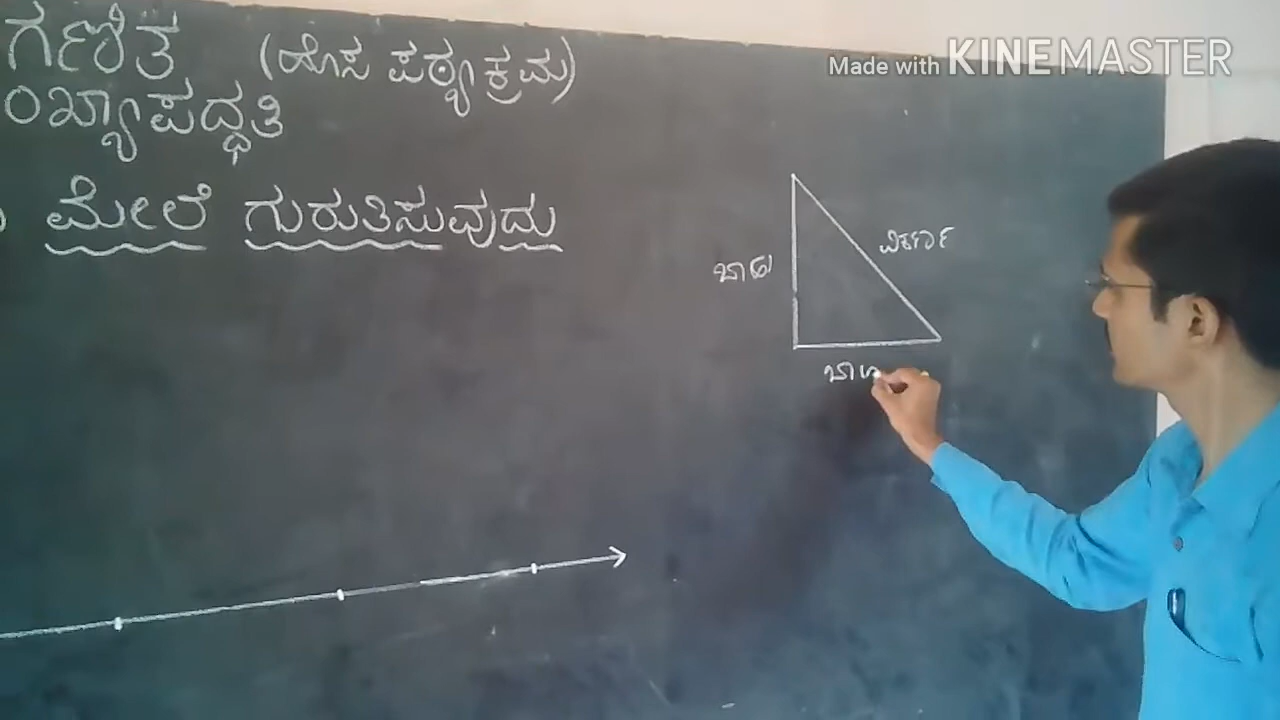 ಗಣಿತ (ಹೊಸ ಪಠ್ಯಕ್ರಮ)
ಂಖ್ಯಾಪದ್ಧತಿ
ಮೇಲೆ ಗುರುತಿಸುವುದು
ಬಾಹು
ವಿಕರ್ಣ
ಬಾಹ
Made with KINEMASTER